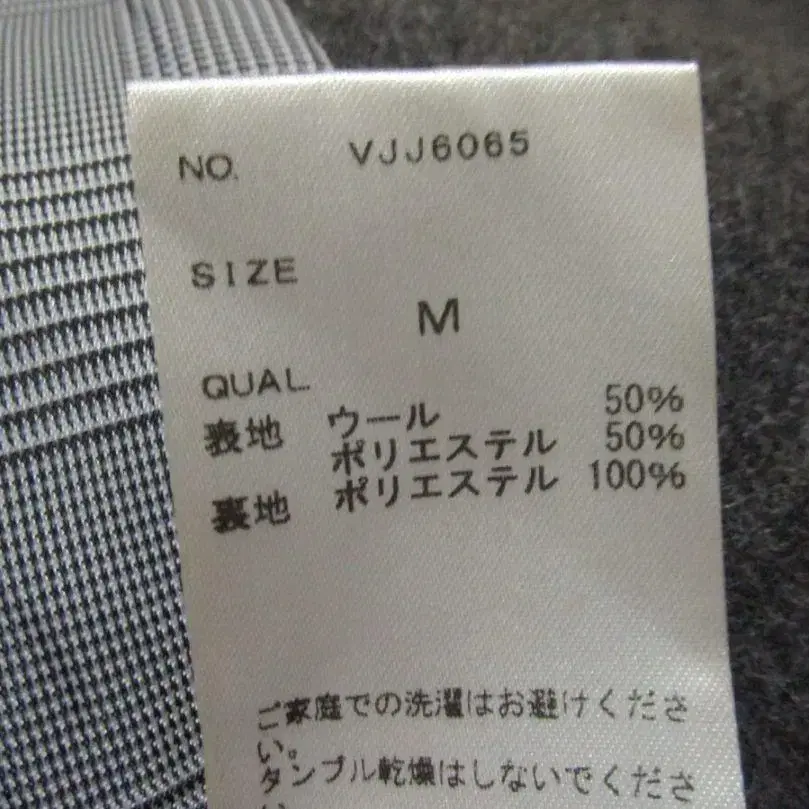 NO. VJJ6065
SIZE
M
QUAL
表地 ウール 50%
ポリエステル 50%
裏地 ポリエステル 100%
ご家庭での洗濯はお避けくださ
い。
タンブル乾燥はしないでくださ